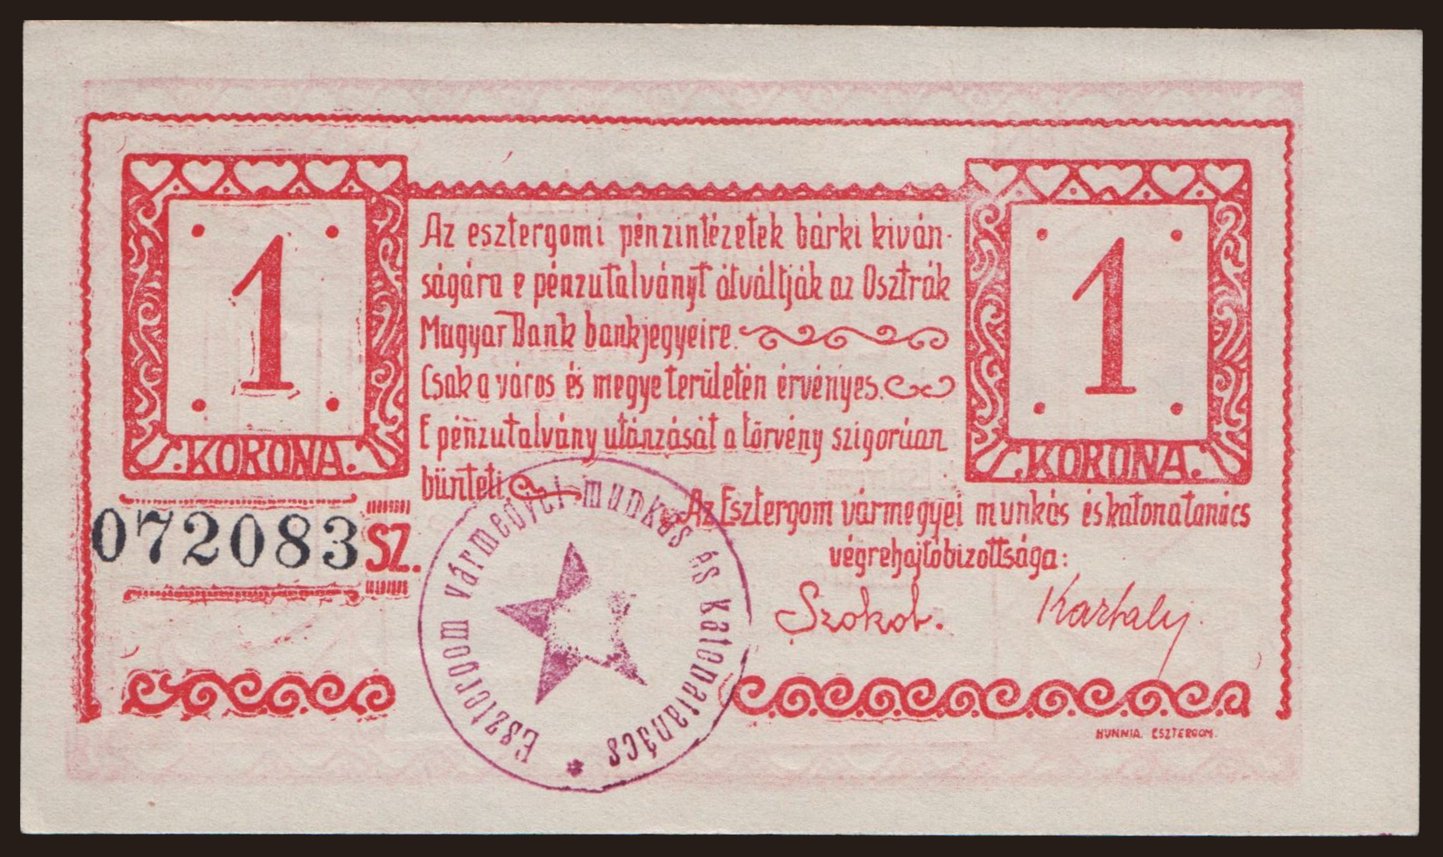 1
KORONA.
Az esztergomi pénzintézetek bárki kíván-
ságára e pénzutalványt átváltják az Osztrák
Magyar Bank bankjegyeire.
Csak a város és megye területén érvényes.
E pénzutalvány utánzását a törvény szigorúan
bünteti.
1
KORONA.
072083 SZ.
Az Esztergom vármegyei munkás és katonatanács
végrehajtóbizottsága:
Szokob.
Kartaly.
Esztergom vármegyei munkás és katonatanács *
HUNNIA. ESZTERGOM.